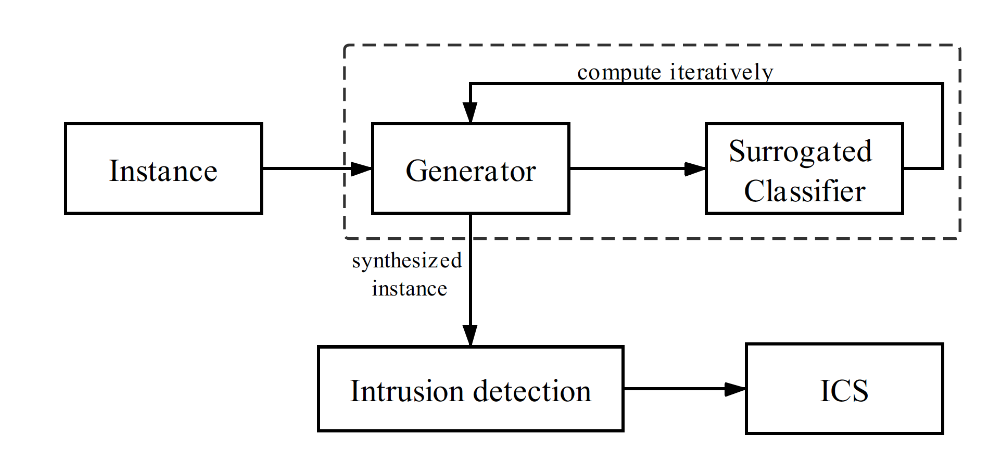 compute iteratively
Instance
Generator
Surrogated
Classifier
synthesized
instance
Intrusion detection
ICS